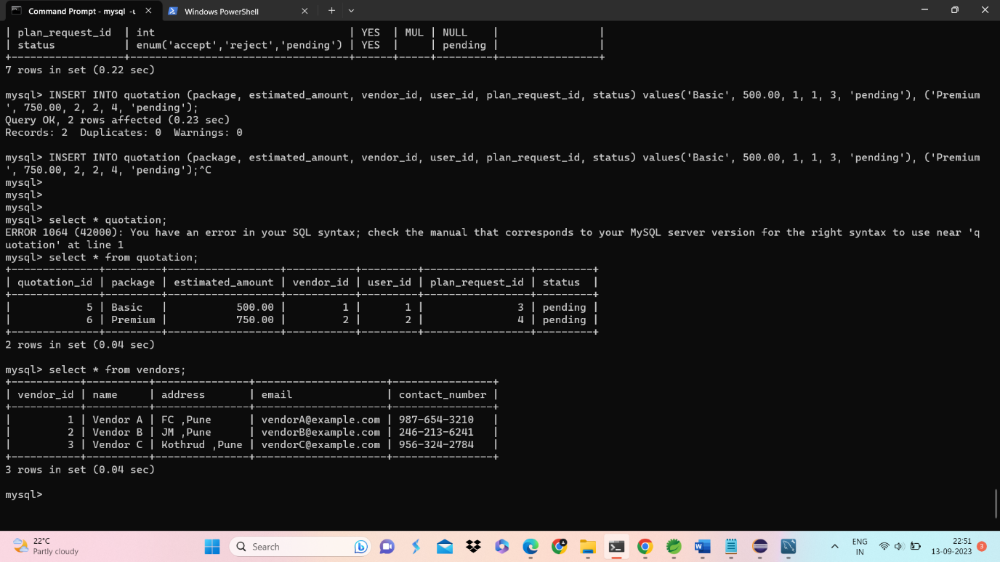 Command Prompt - mysql -u
Windows PowerShell
| plan_request_id | int | YES | MUL | NULL | |
| status | enum('accept','reject','pending') | YES | | pending | |
7 rows in set (0.22 sec)
mysql> INSERT INTO quotation (package, estimated_amount, vendor_id, user_id, plan_request_id, status) values('Basic', 500.00, 1, 1, 3, 'pending'), ('Premium
', 750.00, 2, 2, 4, 'pending');
Query OK, 2 rows affected (0.23 sec)
Records: 2 Duplicates: 0 Warnings: 0
mysql> INSERT INTO quotation (package, estimated_amount, vendor_id, user_id, plan_request_id, status) values('Basic', 500.00, 1, 1, 3, 'pending'), ('Premium
', 750.00, 2, 2, 4, 'pending');^C
mysql>
mysql>
mysql>
mysql> select * quotation;
ERROR 1064 (42000): You have an error in your SQL syntax; check the manual that corresponds to your MySQL server version for the right syntax to use near 'q
uotation' at line 1
mysql> select * from quotation;
| quotation_id | package | estimated_amount | vendor_id | user_id | plan_request_id | status |
| 5 | Basic | 500.00 | 1 | 1 | 3 | pending |
| 6 | Premium | 750.00 | 2 | 2 | 4 | pending |
2 rows in set (0.04 sec)
mysql> select * from vendors;
| vendor_id | name | address | email | contact_number |
| 1 | Vendor A | FC ,Pune | vendorA@example.com | 987-654-3210 |
| 2 | Vendor B | JM ,Pune | vendorB@example.com | 246-213-6241 |
| 3 | Vendor C | Kothrud ,Pune | vendorC@example.com | 956-324-2784 |
3 rows in set (0.04 sec)
mysql>
22°C
Partly cloudy
Search
ENG
IN
22:51
13-09-2023
3